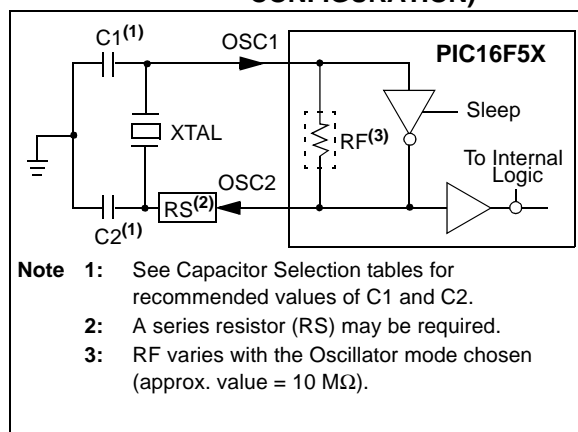 CONFIGURATION)
C1(1)
OSC1
PIC16F5X
Sleep
XTAL
RF(3)
To Internal
Logic
OSC2
RS(2)
C2(1)
Note 1: See Capacitor Selection tables for
recommended values of C1 and C2.
2: A series resistor (RS) may be required.
3: RF varies with the Oscillator mode chosen
(approx. value = 10 MΩ).